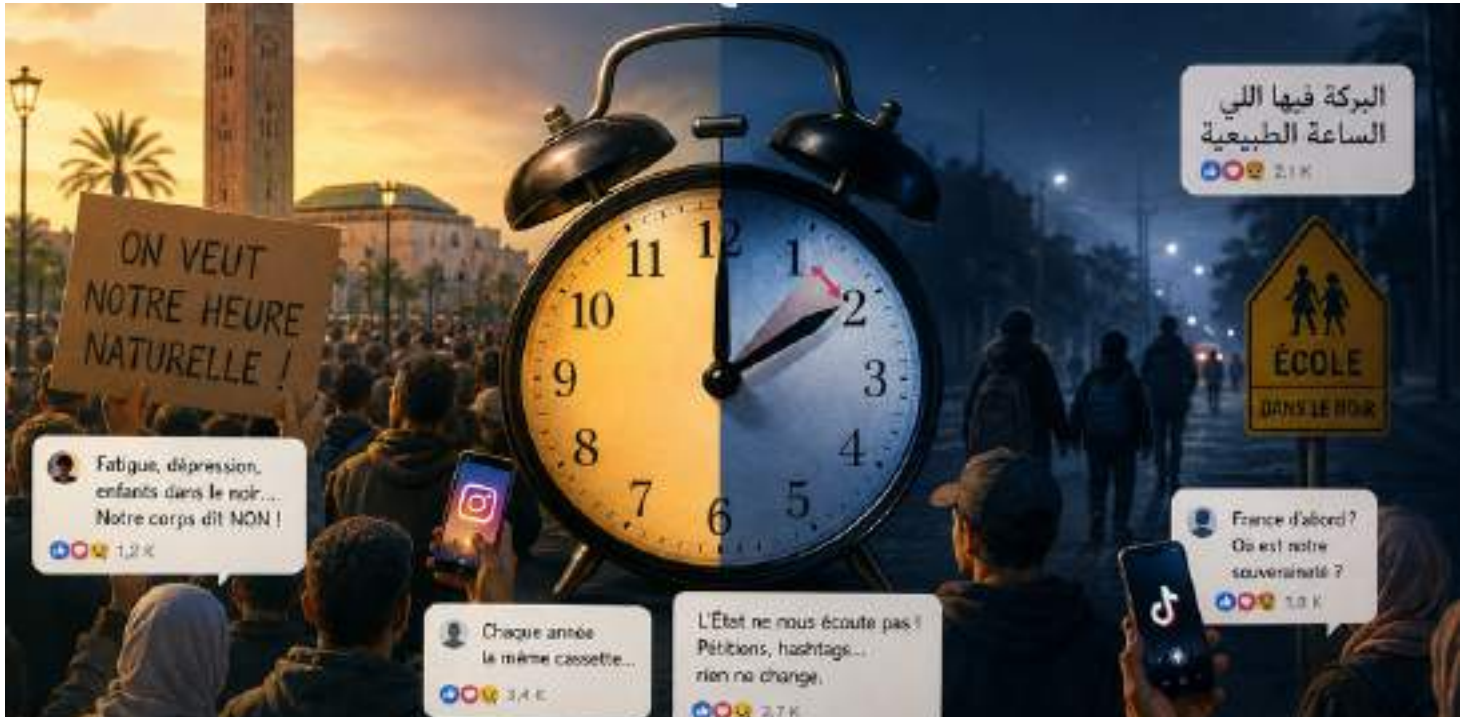 البركة فيها اللي
الساعة الطبيعية
2.1 K
ON VEUT
NOTRE HEURE
NATURELLE !
12
1
2
3
4
5
6
7
8
9
10
11
ÉCOLE
DANS LE NOIR
Fatigue, dépression,
enfants dans le noir...
Notre corps dit NON !
1,2 K
France d'abord ?
Où est notre
souveraineté ?
Chaque année
la même cassette...
3,4 K
L'État ne nous écoute pas !
Pétitions, hashtags...
rien ne change.
2.7 K